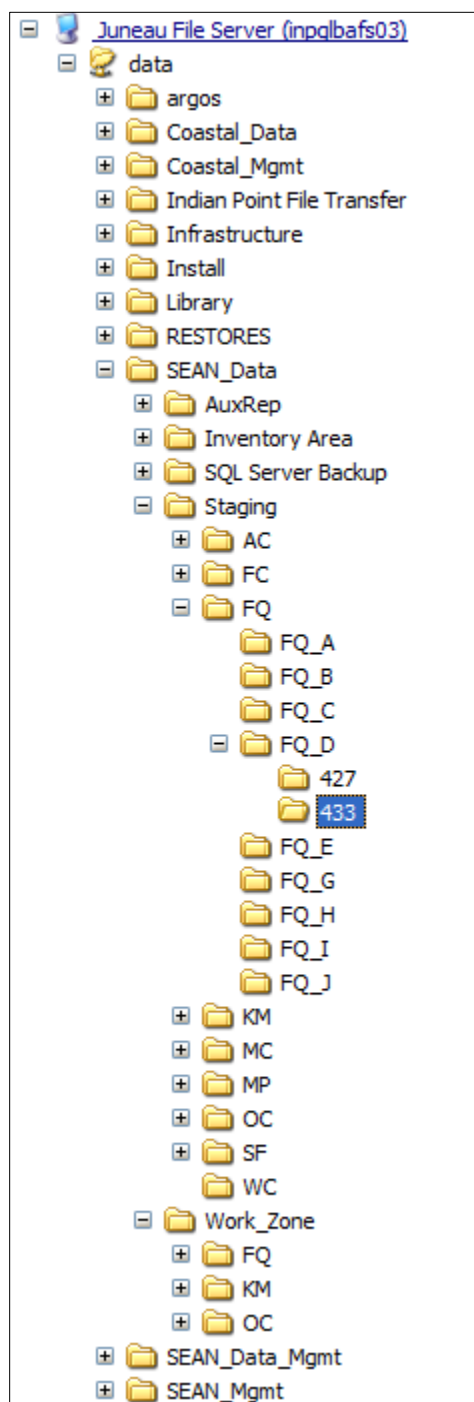 Juneau File Server (inpglbafs03)
data
argos
Coastal_Data
Coastal_Mgmt
Indian Point File Transfer
Infrastructure
Install
Library
RESTORES
SEAN_Data
AuxRep
Inventory Area
SQL Server Backup
Staging
AC
FC
FQ
FQ_A
FQ_B
FQ_C
FQ_D
427
433
FQ_E
FQ_G
FQ_H
FQ_I
FQ_J
KM
MC
MP
OC
SF
WC
Work_Zone
FQ
KM
OC
SEAN_Data_Mgmt
SEAN_Mgmt